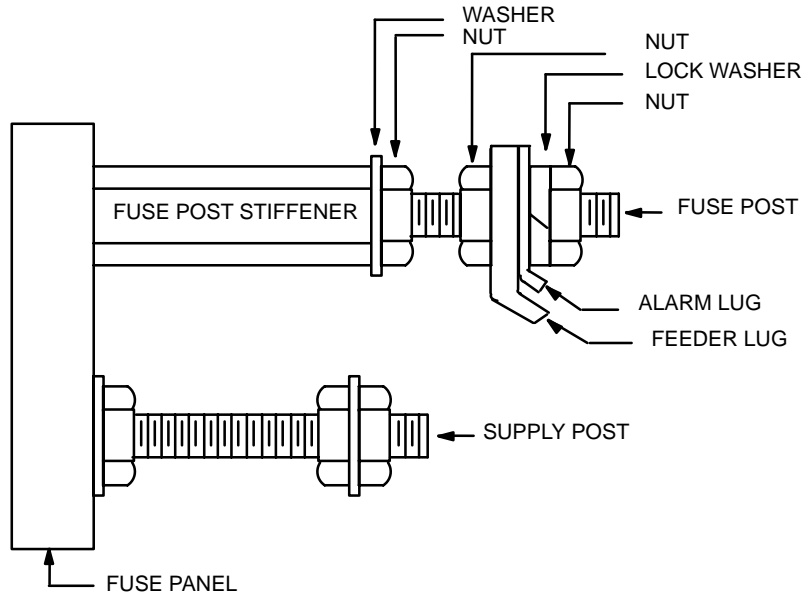 WASHER
NUT
NUT
LOCK WASHER
NUT
FUSE POST STIFFENER
FUSE POST
ALARM LUG
FEEDER LUG
SUPPLY POST
FUSE PANEL